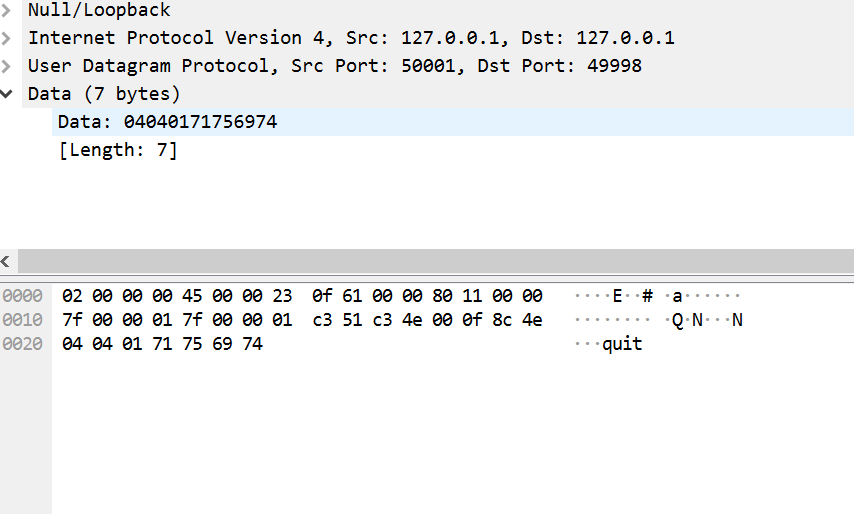 Null/Loopback
Internet Protocol Version 4, Src: 127.0.0.1, Dst: 127.0.0.1
User Datagram Protocol, Src Port: 50001, Dst Port: 49998
Data (7 bytes)
Data: 04040171756974
[Length: 7]
0000 02 00 00 00 45 00 00 23 0f 61 00 00 80 11 00 00 ····E··# ·a······
0010 7f 00 00 01 7f 00 00 01 c3 51 c3 4e 00 0f 8c 4e ········ ·Q·N···N
0020 04 04 01 71 75 69 74 ···quit